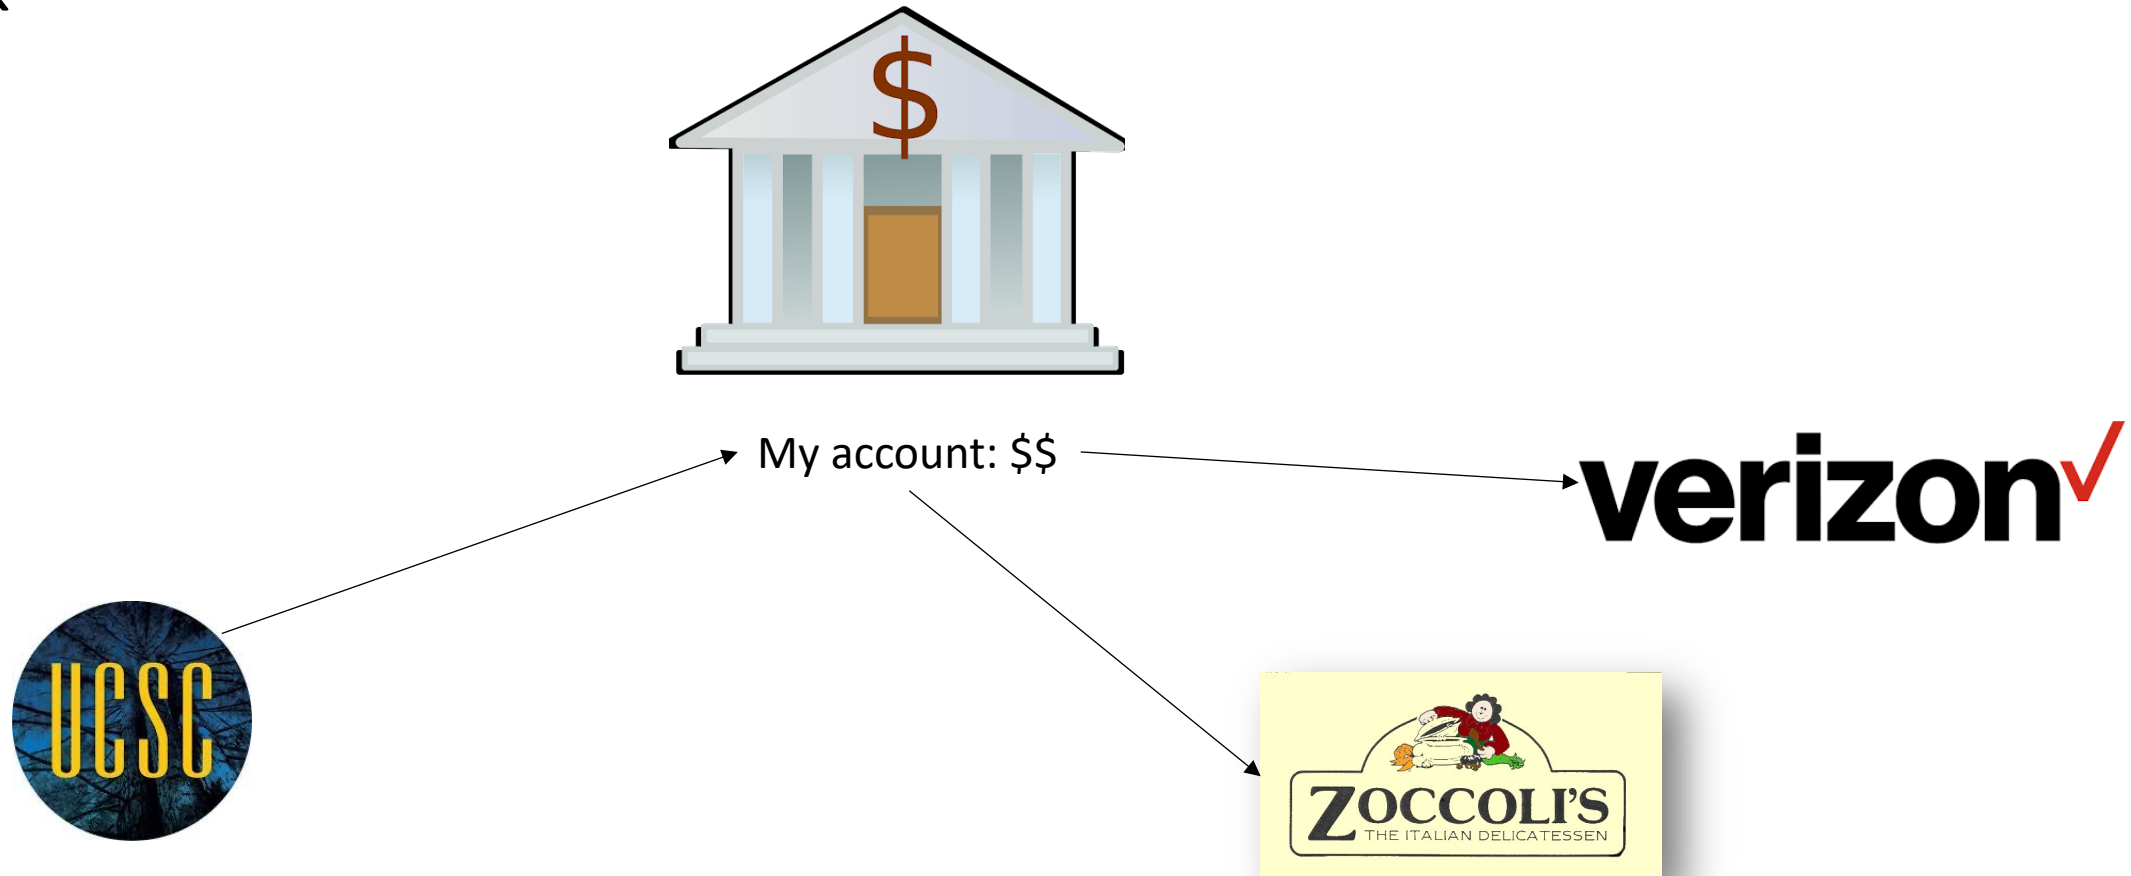 $
My account: $$
verizon
UCSC
ZOCCOLI'S
THE ITALIAN DELICATESSEN